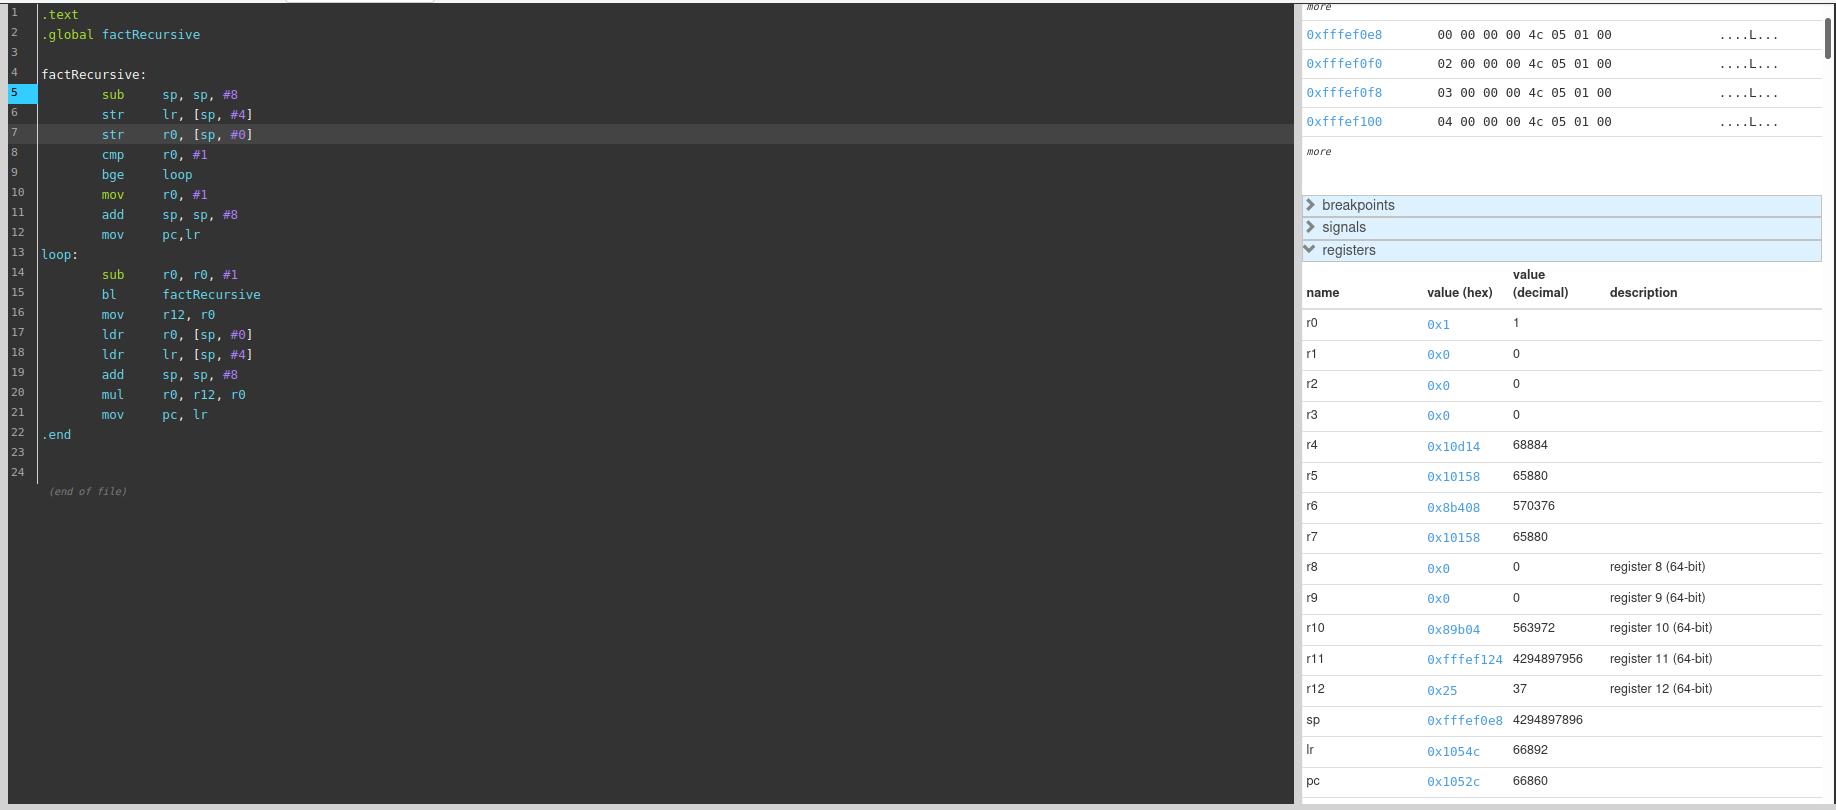 1 .text
2 .global factRecursive
3
4 factRecursive:
5 sub sp, sp, #8
6 str lr, [sp, #4]
7 str r0, [sp, #0]
8 cmp r0, #1
9 bge loop
10 mov r0, #1
11 add sp, sp, #8
12 mov pc,lr
13 loop:
14 sub r0, r0, #1
15 bl factRecursive
16 mov r12, r0
17 ldr r0, [sp, #0]
18 ldr lr, [sp, #4]
19 add sp, sp, #8
20 mul r0, r12, r0
21 mov pc, lr
22 .end
23
24
(end of file)
more
0xfffef0e8 00 00 00 00 4c 05 01 00 ....L...
0xfffef0f0 02 00 00 00 4c 05 01 00 ....L...
0xfffef0f8 03 00 00 00 4c 05 01 00 ....L...
0xfffef100 04 00 00 00 4c 05 01 00 ....L...
more
breakpoints
signals
registers
value
name value (hex) (decimal) description
r0 0x1 1
r1 0x0 0
r2 0x0 0
r3 0x0 0
r4 0x10d14 68884
r5 0x10158 65880
r6 0x8b408 570376
r7 0x10158 65880
r8 0x0 0 register 8 (64-bit)
r9 0x0 0 register 9 (64-bit)
r10 0x89b04 563972 register 10 (64-bit)
r11 0xfffef124 4294897956 register 11 (64-bit)
r12 0x25 37 register 12 (64-bit)
sp 0xfffef0e8 4294897896
lr 0x1054c 66892
pc 0x1052c 66860